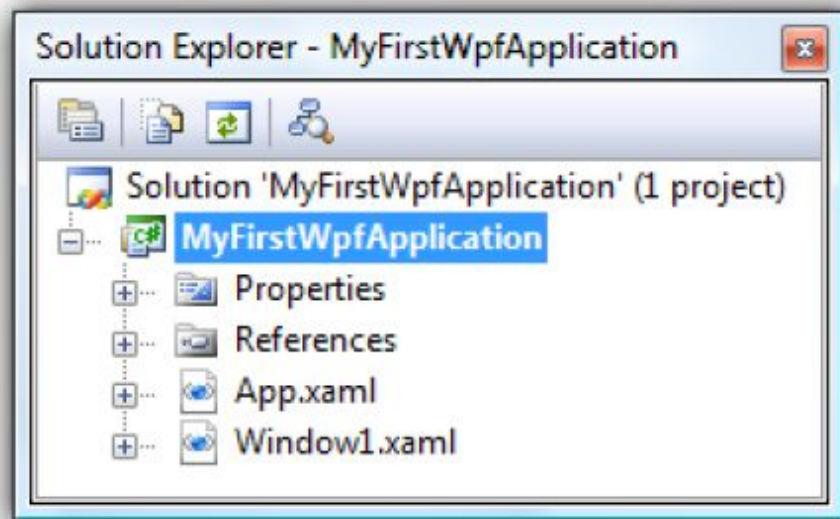 Solution Explorer - MyFirstWpfApplication
Solution 'MyFirstWpfApplication' (1 project)
C# MyFirstWpfApplication
Properties
References
App.xaml
Window1.xaml